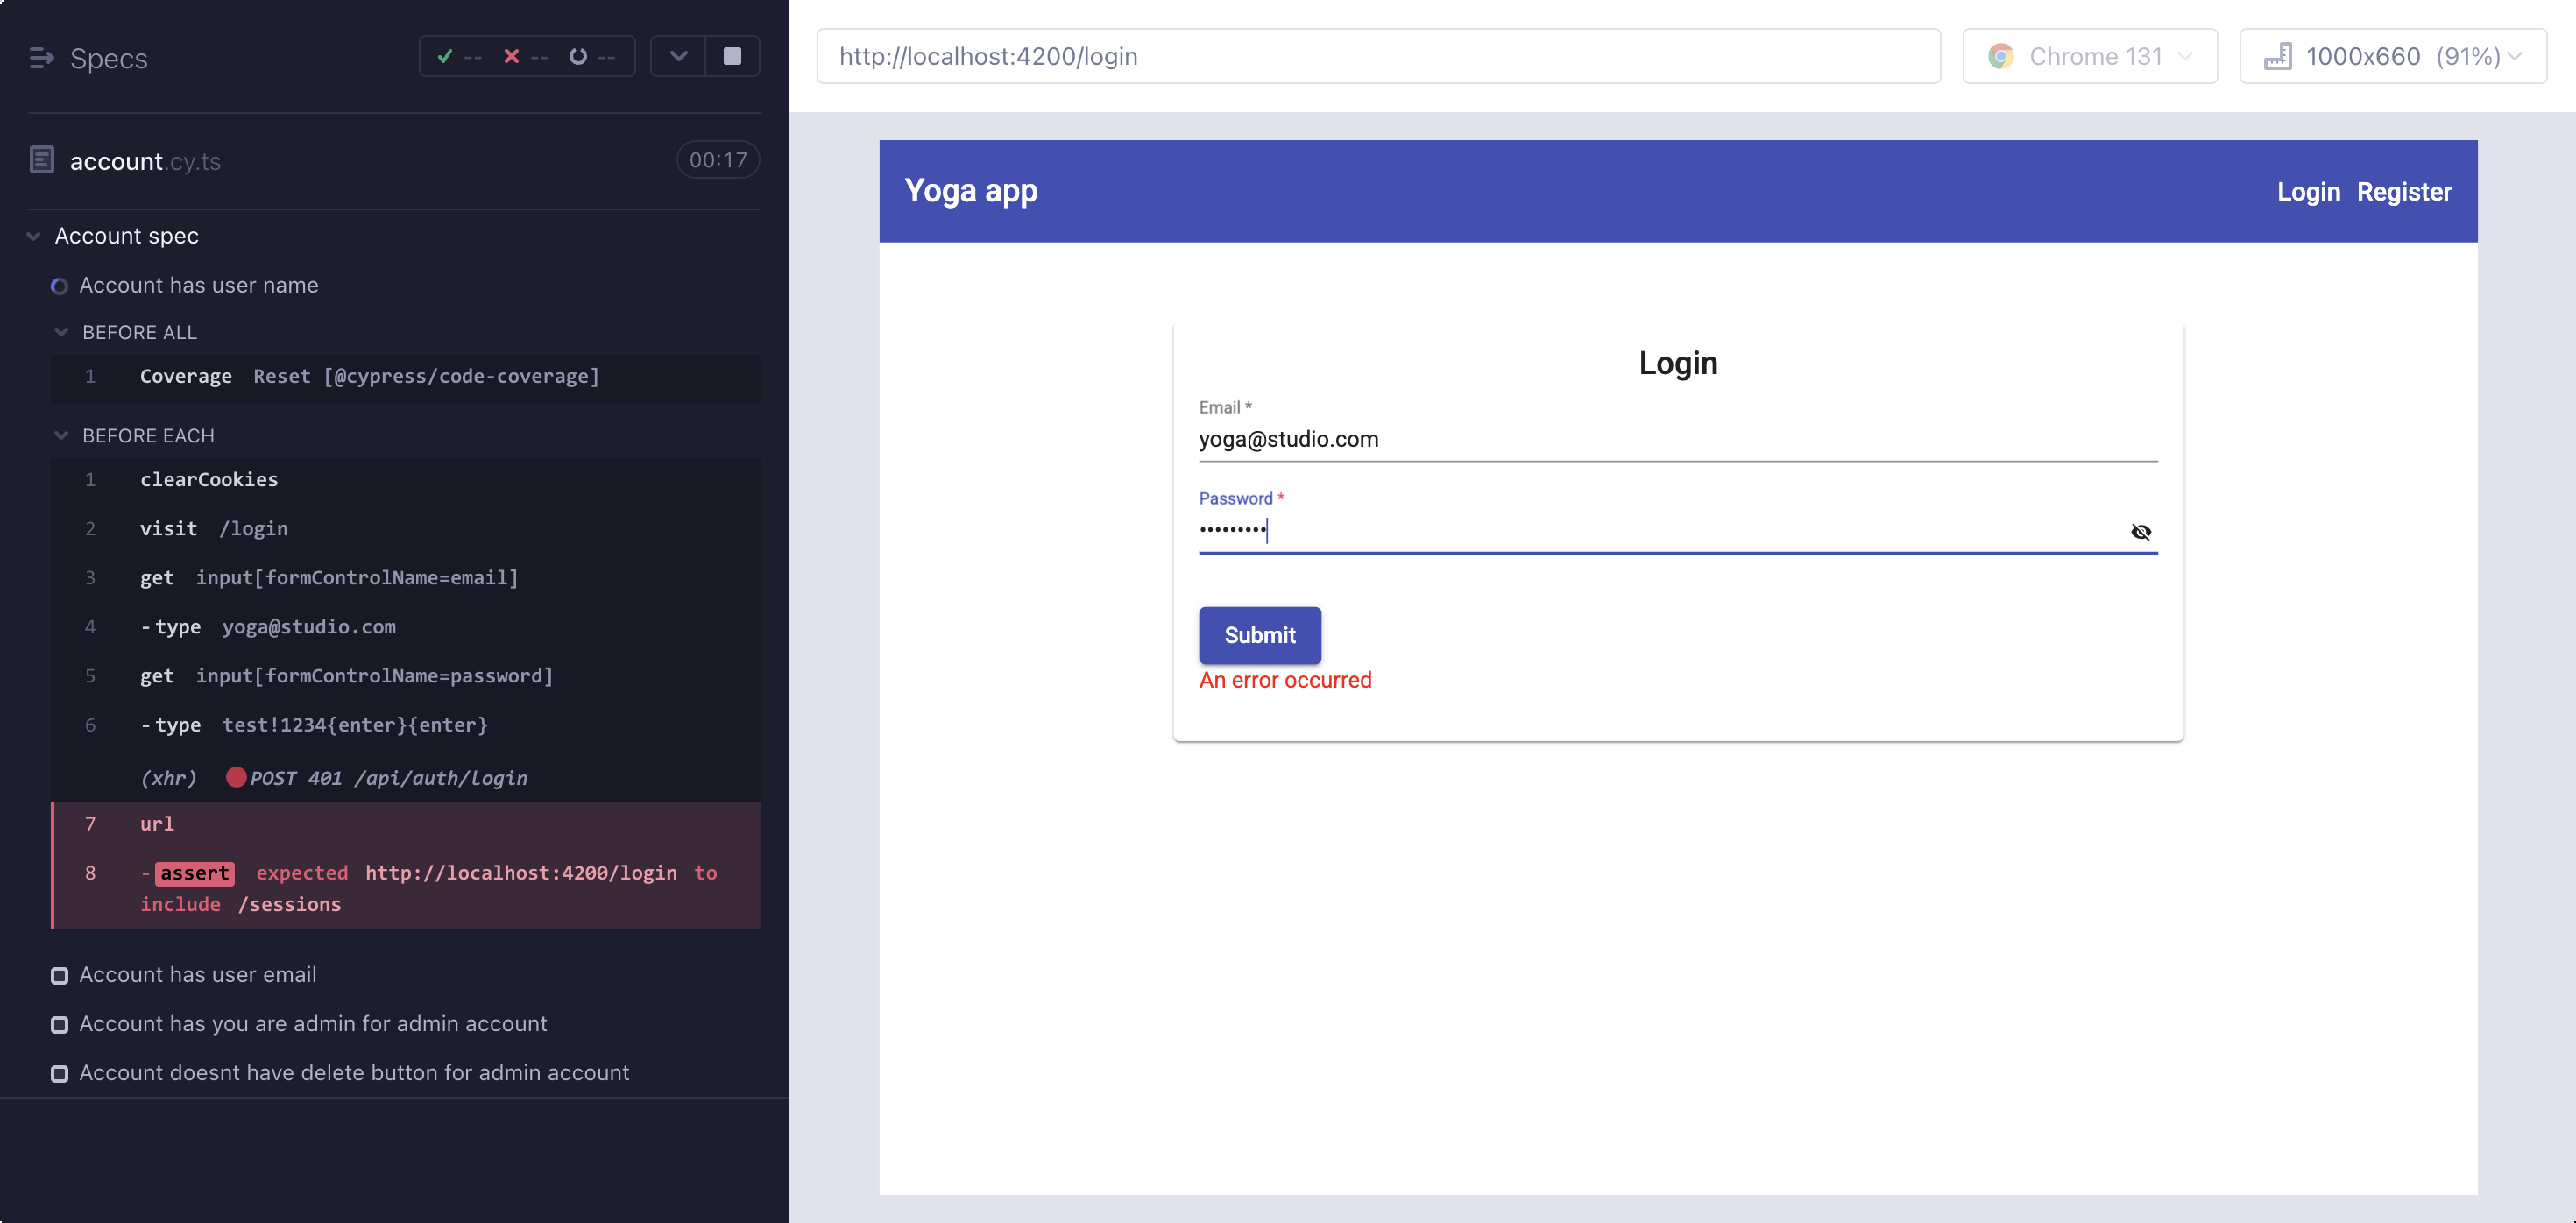 Specs
-- -- --
account.cy.ts
00:17
Account spec
Account has user name
BEFORE ALL
1 Coverage Reset [@cypress/code-coverage]
BEFORE EACH
1 clearCookies
2 visit /login
3 get input[formControlName=email]
4 -type yoga@studio.com
5 get input[formControlName=password]
6 -type test!1234{enter}{enter}
(xhr) POST 401 /api/auth/login
7 url
8 -assert expected http://localhost:4200/login to
include /sessions
Account has user email
Account has you are admin for admin account
Account doesnt have delete button for admin account
http://localhost:4200/login
Chrome 131
1000x660 (91%)
Yoga app
Login Register
Login
Email *
yoga@studio.com
Password *
•••••••••
Submit
An error occurred